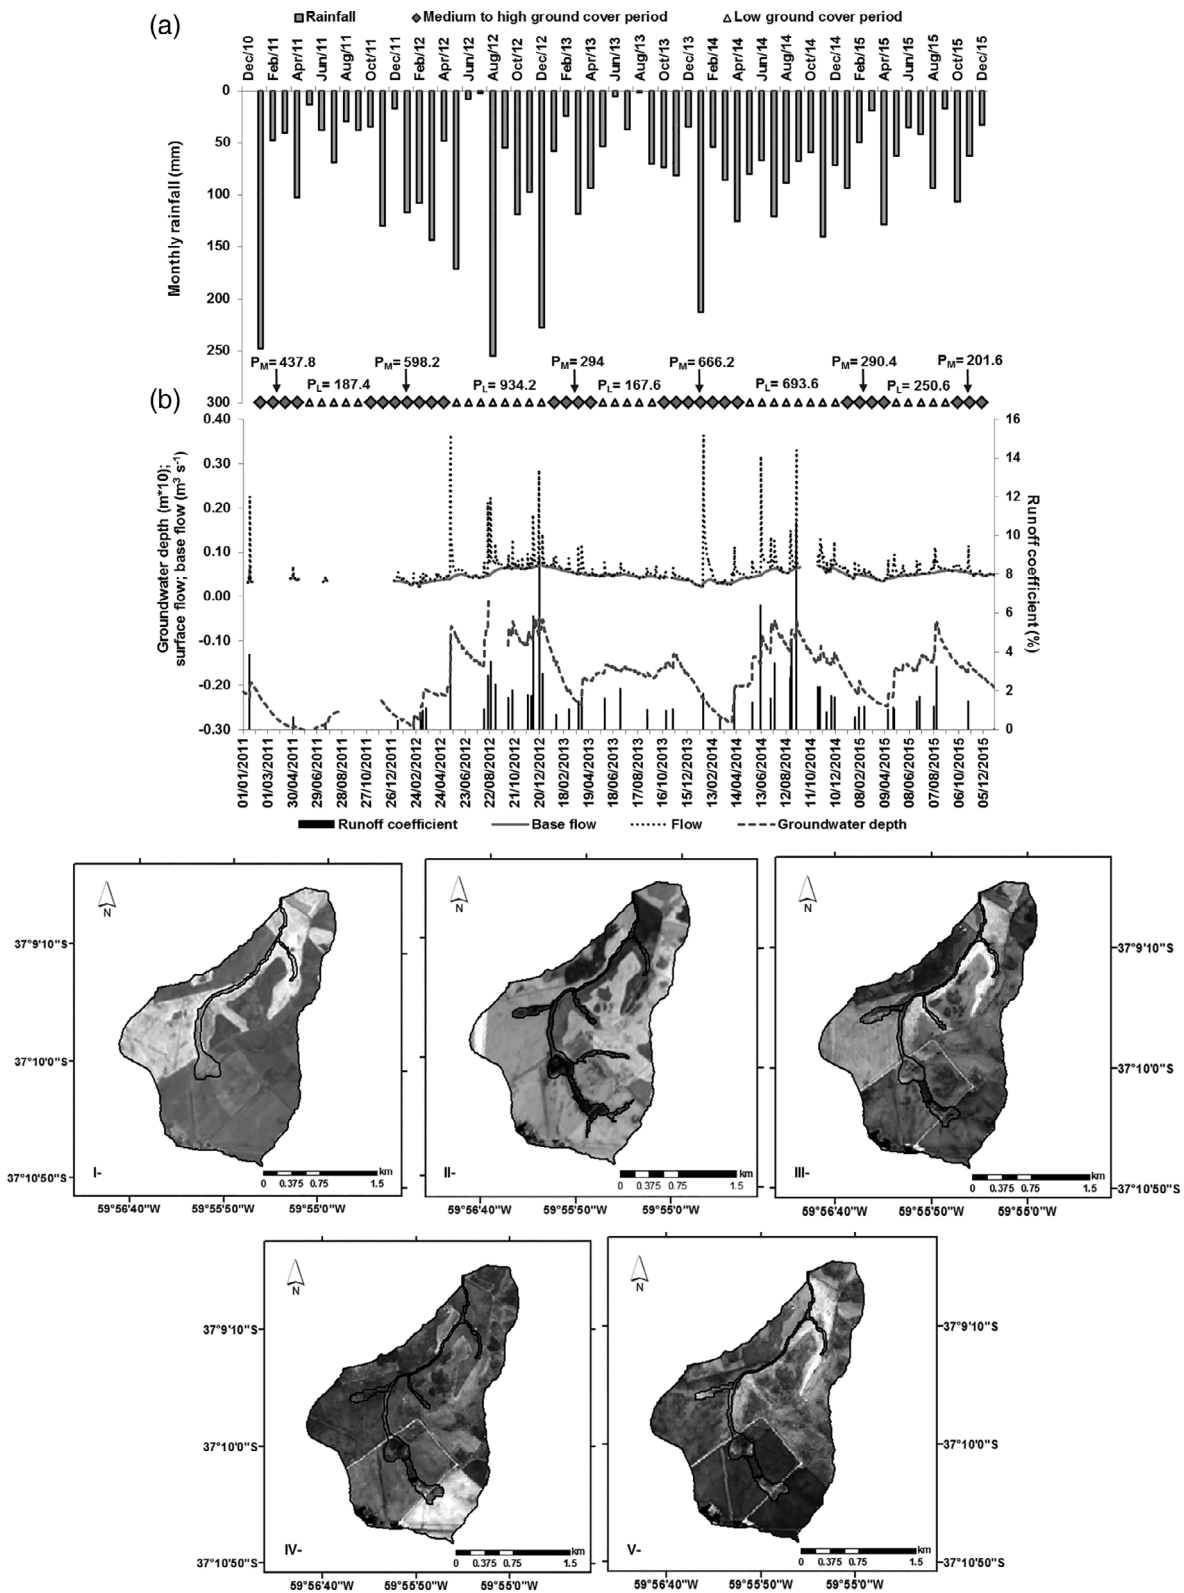 (a)
Rainfall
Medium to high ground cover period
Low ground cover period
Dec/10
Feb/11
Apr/11
Jun/11
Aug/11
Oct/11
Dec/11
Feb/12
Apr/12
Jun/12
Aug/12
Oct/12
Dec/12
Feb/13
Apr/13
Jun/13
Aug/13
Oct/13
Dec/13
Feb/14
Apr/14
Jun/14
Aug/14
Oct/14
Dec/14
Feb/15
Apr/15
Jun/15
Aug/15
Oct/15
Dec/15
Monthly rainfall (mm)
0
50
100
150
200
250
300
PM= 437.8
PM= 598.2
PM= 294
PM= 666.2
PM= 290.4
PM= 201.6
PL= 187.4
PL= 934.2
PL= 167.6
PL= 693.6
PL= 250.6
(b)
Groundwater depth (m*10);
surface flow; base flow (m³ s⁻¹)
0.40
0.30
0.20
0.10
0.00
-0.10
-0.20
-0.30
16
14
12
10
8
6
4
2
0
Runoff coefficient
(%)
01/01/2011
01/03/2011
30/04/2011
29/06/2011
28/08/2011
27/10/2011
26/12/2011
24/02/2012
24/04/2012
23/06/2012
22/08/2012
21/10/2012
20/12/2012
18/02/2013
19/04/2013
18/06/2013
17/08/2013
16/10/2013
15/12/2013
13/02/2014
14/04/2014
13/06/2014
12/08/2014
11/10/2014
10/12/2014
08/02/2015
09/04/2015
08/06/2015
07/08/2015
06/10/2015
05/12/2015
Runoff coefficient
Base flow
Flow
Groundwater depth
N
N
N
37°9'10"S
37°10'0"S
37°10'50"S
37°9'10"S
37°10'0"S
37°10'50"S
I-
II-
III-
km
0 0.375 0.75 1.5
km
0 0.375 0.75 1.5
km
0 0.375 0.75 1.5
59°56'40"W 59°55'50"W 59°55'0"W
59°56'40"W 59°55'50"W 59°55'0"W
59°56'40"W 59°55'50"W 59°55'0"W
N
N
37°9'10"S
37°10'0"S
37°10'50"S
37°9'10"S
37°10'0"S
37°10'50"S
IV-
V-
km
0 0.375 0.75 1.5
km
0 0.375 0.75 1.5
59°56'40"W 59°55'50"W 59°55'0"W
59°56'40"W 59°55'50"W 59°55'0"W